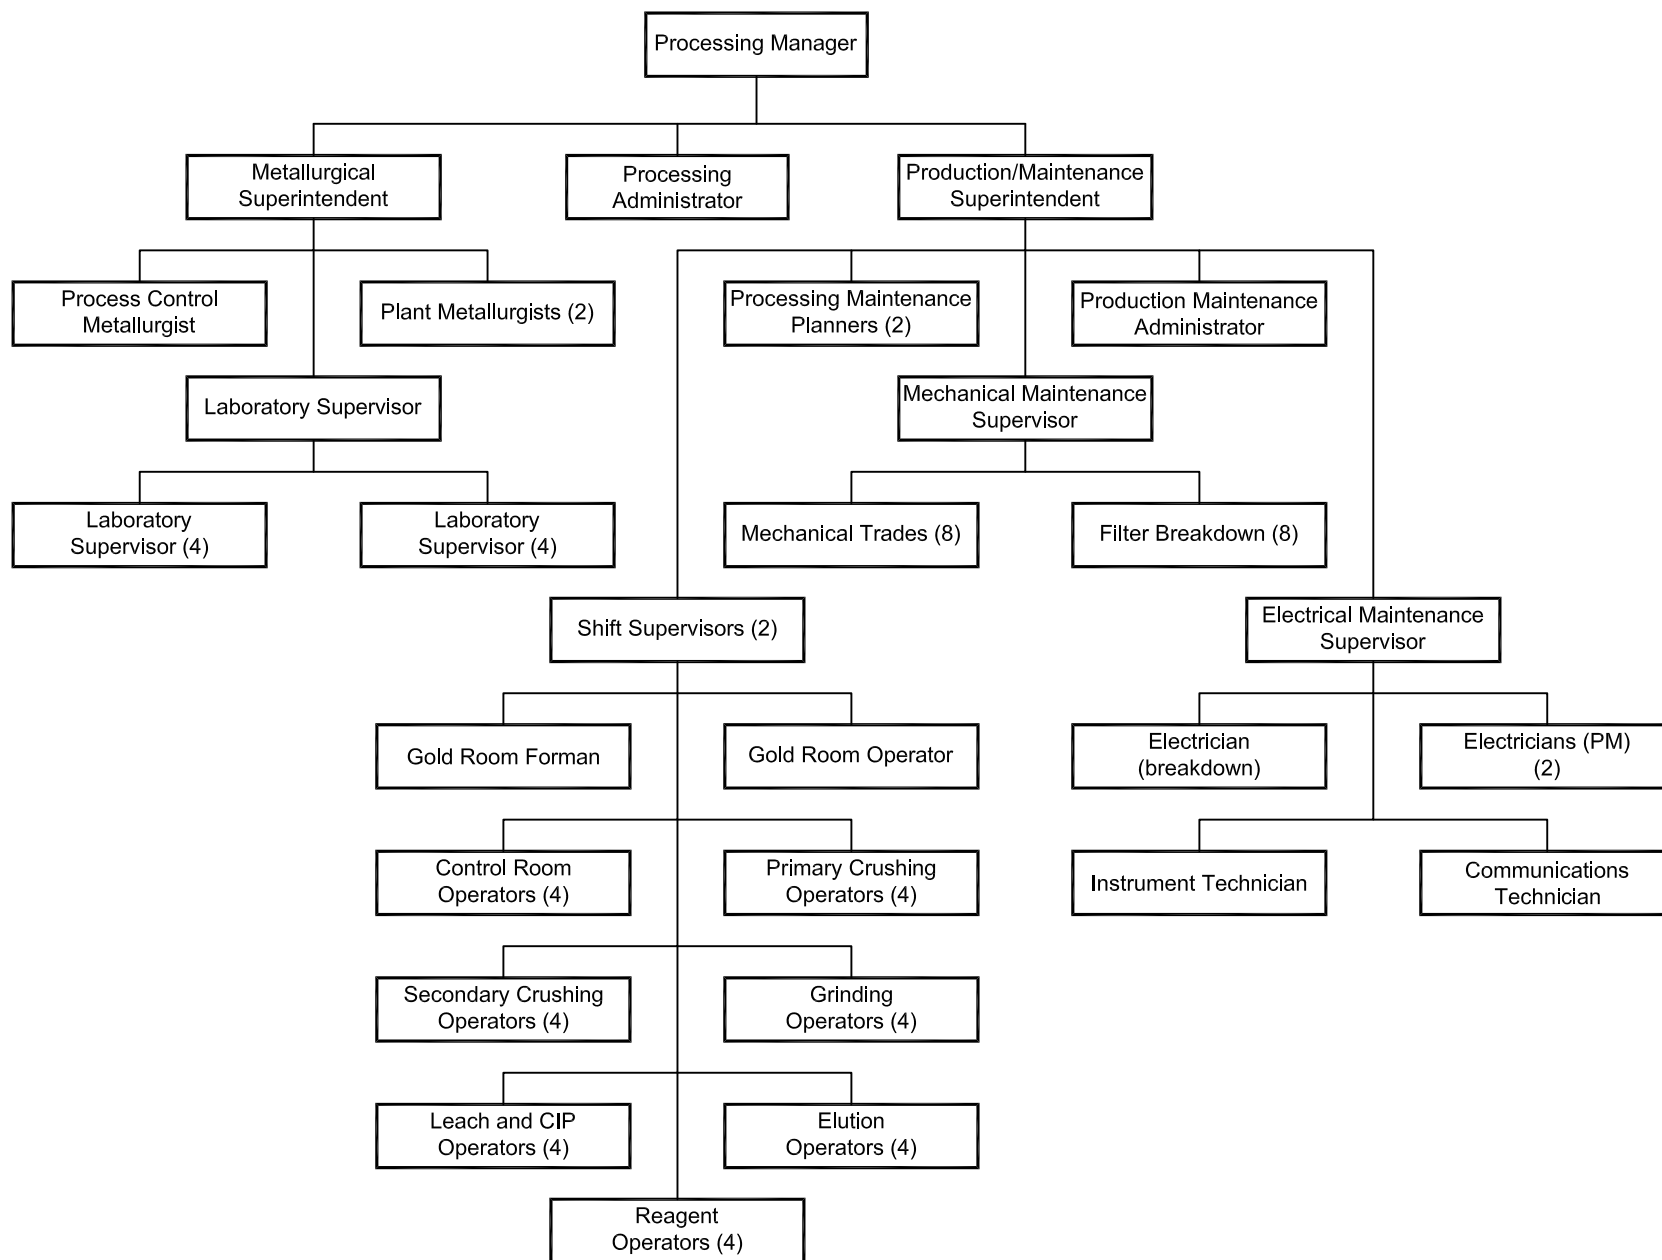 Processing Manager
Metallurgical
Superintendent
Processing
Administrator
Production/Maintenance
Superintendent
Process Control
Metallurgist
Plant Metallurgists (2)
Processing Maintenance
Planners (2)
Production Maintenance
Administrator
Laboratory Supervisor
Mechanical Maintenance
Supervisor
Laboratory
Supervisor (4)
Laboratory
Supervisor (4)
Mechanical Trades (8)
Filter Breakdown (8)
Shift Supervisors (2)
Electrical Maintenance
Supervisor
Gold Room Forman
Gold Room Operator
Electrician
(breakdown)
Electricians (PM)
(2)
Control Room
Operators (4)
Primary Crushing
Operators (4)
Instrument Technician
Communications
Technician
Secondary Crushing
Operators (4)
Grinding
Operators (4)
Leach and CIP
Operators (4)
Elution
Operators (4)
Reagent
Operators (4)